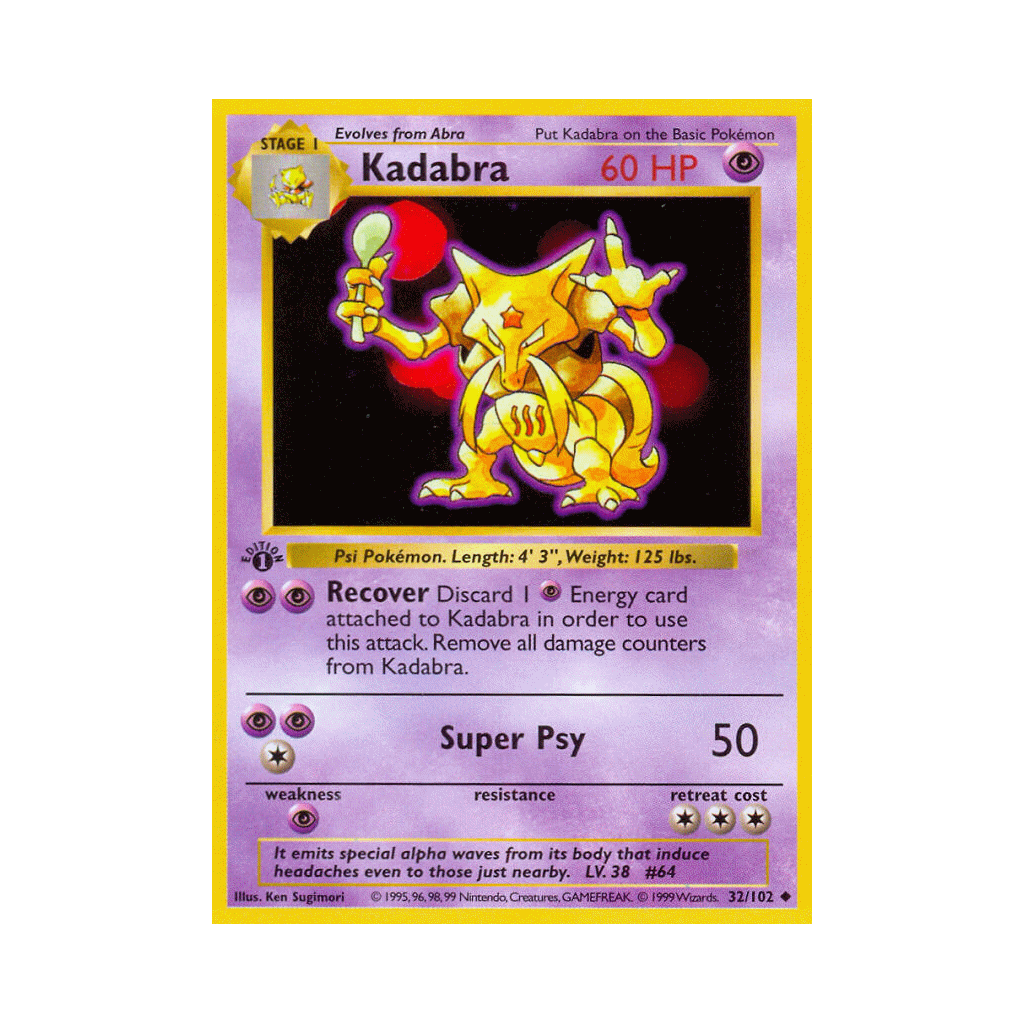 Evolves from Abra
Put Kadabra on the Basic Pokémon
STAGE 1
Kadabra
60 HP
EDITION
1
Psi Pokémon. Length: 4' 3", Weight: 125 lbs.
Recover Discard 1 Energy card
attached to Kadabra in order to use
this attack. Remove all damage counters
from Kadabra.
Super Psy
50
weakness
resistance
retreat cost
It emits special alpha waves from its body that induce
headaches even to those just nearby. LV. 38 #64
Illus. Ken Sugimori
© 1995, 96, 98, 99 Nintendo, Creatures, GAMEFREAK. © 1999 Wizards.
32/102